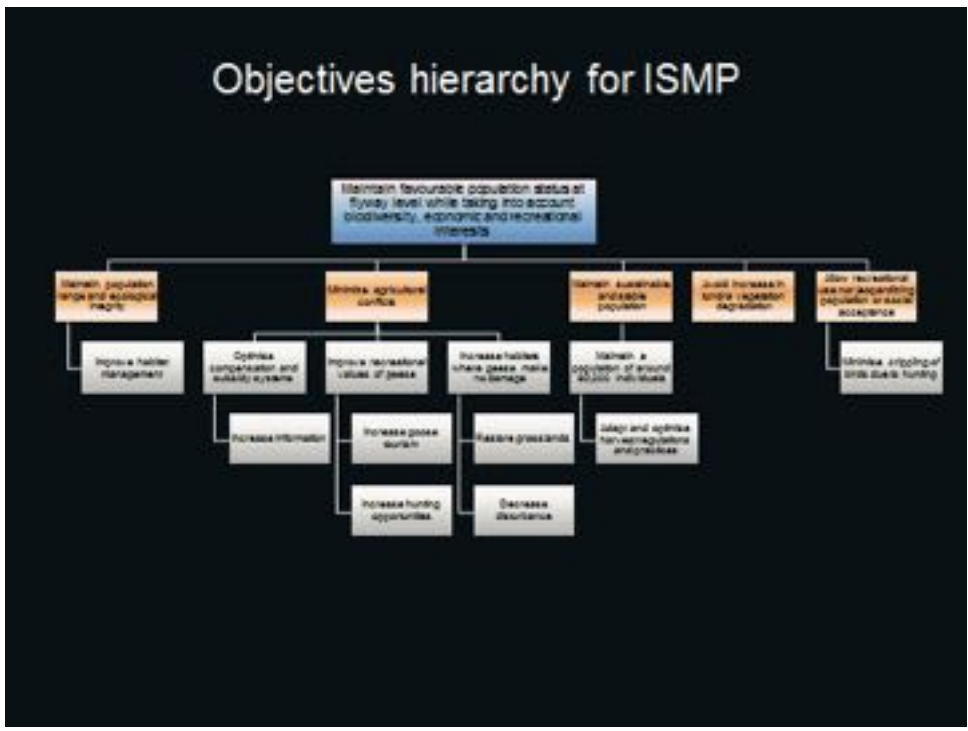 Objectives hierarchy for ISMP
Maintain favourable population status at
flyway level while taking into account
biodiversity, economic and recreational
interests
Maintain population
range and ecological
integrity
Minimise agricultural
conflicts
Maintain sustainable
and stable
population
Avoid increase in
tundra vegetation
degradation
Allow recreational
use not jeopardizing
population or social
acceptance
Improve habitat
management
Optimise
compensation and
subsidy systems
Improve recreational
values of geese
Increase habitats
where geese make
no damage
Maintain a
population of around
60,000 individuals
Minimise crippling of
birds due to hunting
Increase information
Increase goose
tourism
Restore grasslands
Adapt and optimise
harvest regulations
and practices
Increase hunting
opportunities
Decrease
disturbance